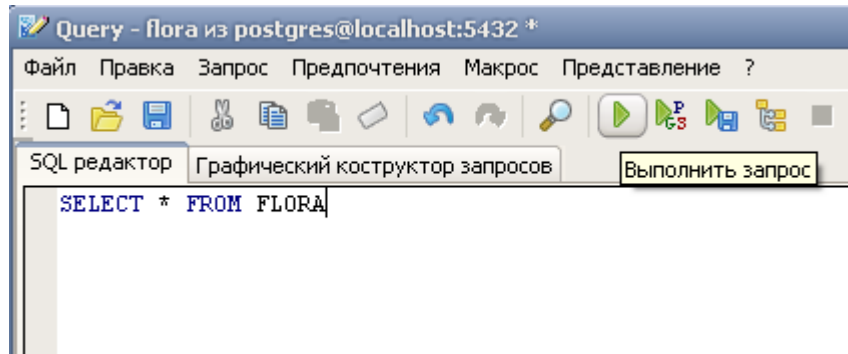 Query - flora из postgres@localhost:5432 *
Файл Правка Запрос Предпочтения Макрос Представление ?
P
G3
SQL редактор Графический коструктор запросов
Выполнить запрос
SELECT * FROM FLORA